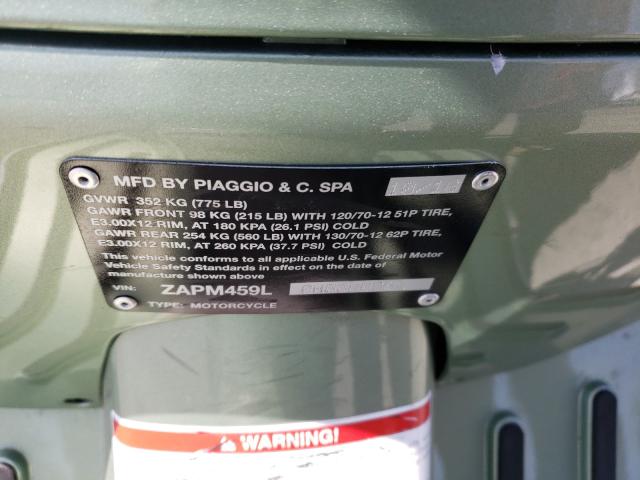 MFD BY PIAGGIO & C. SPA
GVWR 352 KG (775 LB)
GAWR FRONT 98 KG (215 LB) WITH 120/70-12 51P TIRE,
E3.00X12 RIM, AT 180 KPA (26.1 PSI) COLD
GAWR REAR 254 KG (560 LB) WITH 130/70-12 62P TIRE,
E3.00X12 RIM, AT 260 KPA (37.7 PSI) COLD
This vehicle conforms to all applicable U.S. Federal Motor
Vehicle Safety Standards in effect on the date of
manufacture shown above
VIN: ZAPM459L
TYPE: MOTORCYCLE
WARNING!